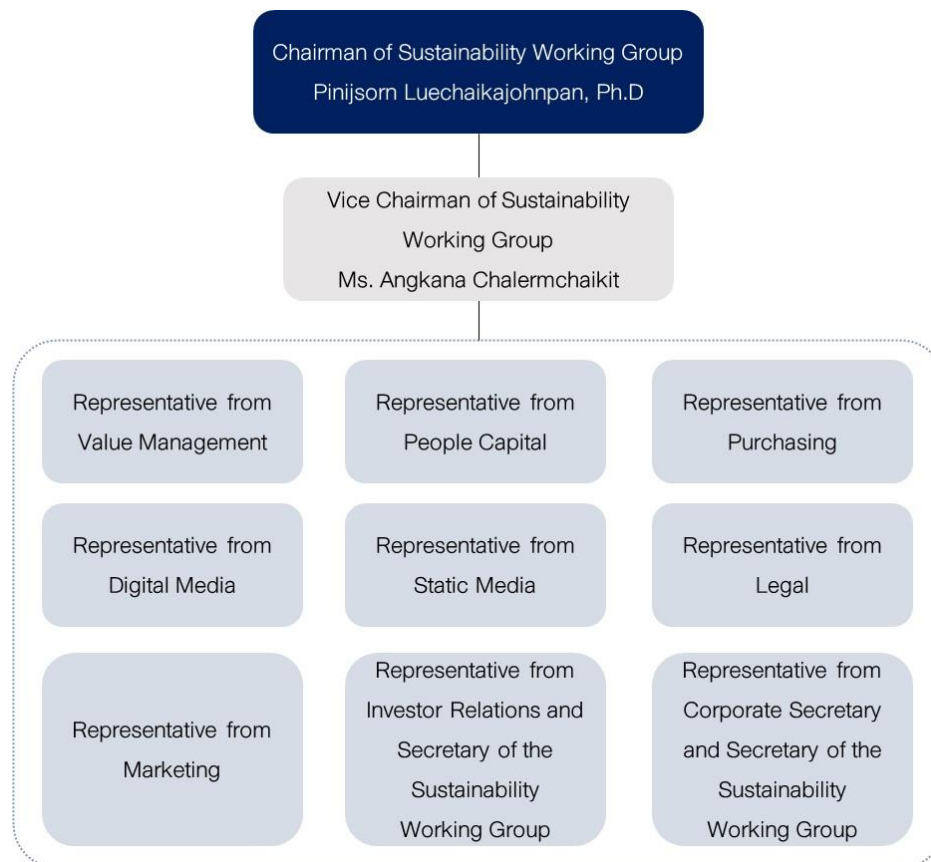 Chairman of Sustainability Working Group
Pinijsorn Luechaikajohnpan, Ph.D
Vice Chairman of Sustainability
Working Group
Ms. Angkana Chalermchaikit
Representative from
Value Management
Representative from
People Capital
Representative from
Purchasing
Representative from
Digital Media
Representative from
Static Media
Representative from
Legal
Representative from
Marketing
Representative from
Investor Relations and
Secretary of the
Sustainability
Working Group
Representative from
Corporate Secretary
and Secretary of the
Sustainability
Working Group